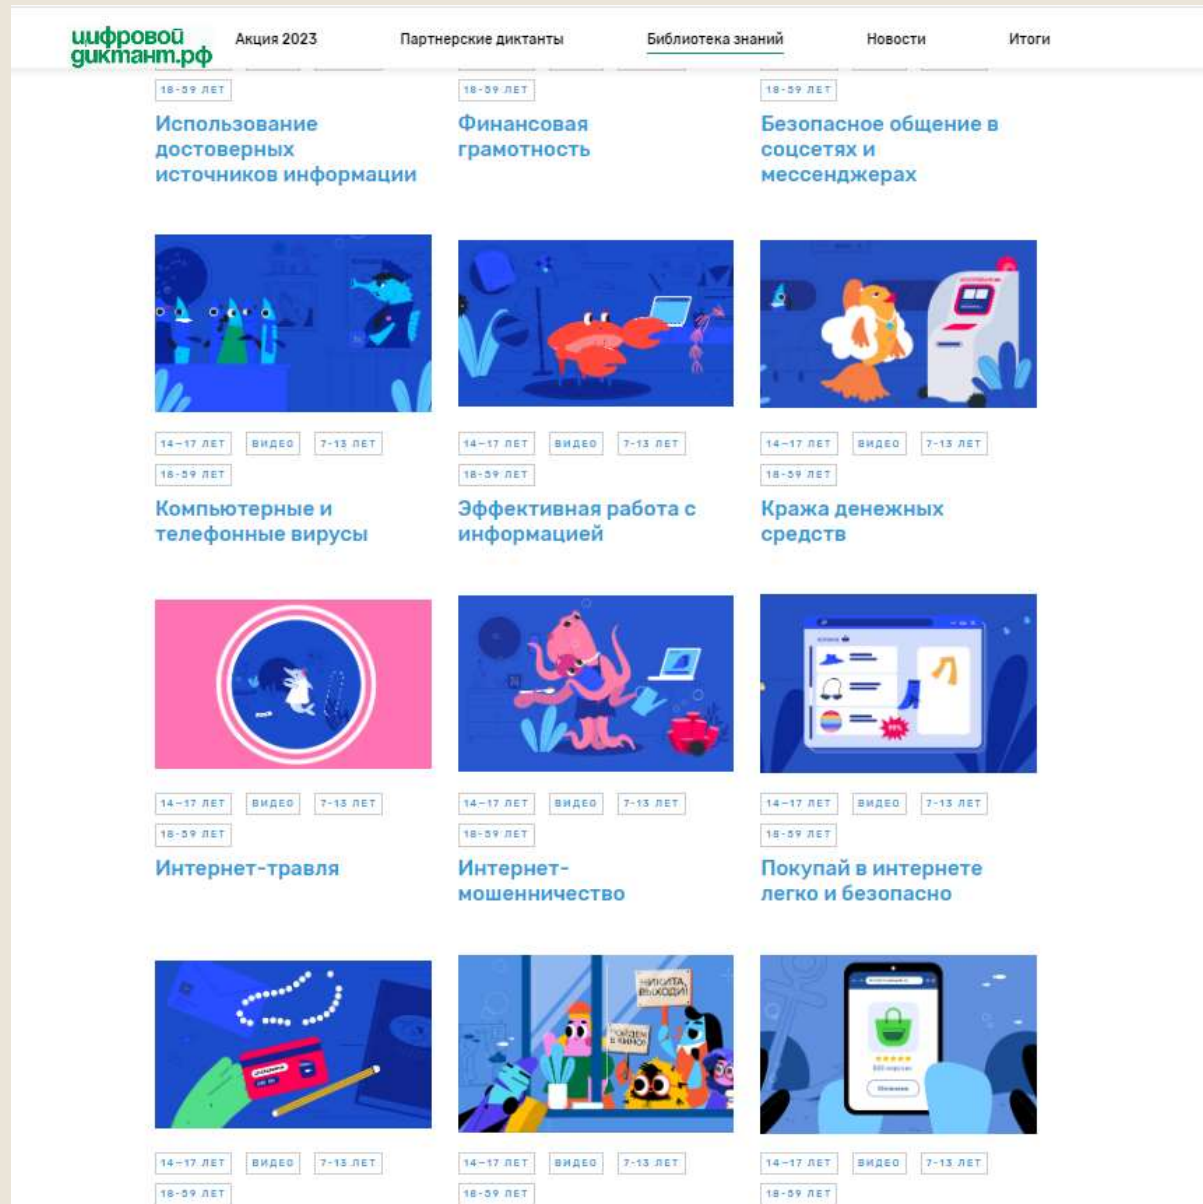 цифровой
диктант.рф
Акция 2023
Партнерские диктанты
Библиотека знаний
Новости
Итоги
18-59 ЛЕТ
18-59 ЛЕТ
18-59 ЛЕТ
Использование
достоверных
источников информации
Финансовая
грамотность
Безопасное общение в
соцсетях и
мессенджерах
14–17 ЛЕТ ВИДЕО 7-13 ЛЕТ
18-59 ЛЕТ
Компьютерные и
телефонные вирусы
14–17 ЛЕТ ВИДЕО 7-13 ЛЕТ
18-59 ЛЕТ
Эффективная работа с
информацией
14–17 ЛЕТ ВИДЕО 7-13 ЛЕТ
18-59 ЛЕТ
Кража денежных
средств
14–17 ЛЕТ ВИДЕО 7-13 ЛЕТ
18-59 ЛЕТ
Интернет-травля
14–17 ЛЕТ ВИДЕО 7-13 ЛЕТ
18-59 ЛЕТ
Интернет-
мошенничество
14–17 ЛЕТ ВИДЕО 7-13 ЛЕТ
18-59 ЛЕТ
Покупай в интернете
легко и безопасно
НИКИТА,
ВЫХОДИ!
ПОЙДЕМ
В КИНО!
14–17 ЛЕТ ВИДЕО 7-13 ЛЕТ
18-59 ЛЕТ
14–17 ЛЕТ ВИДЕО 7-13 ЛЕТ
18-59 ЛЕТ
14–17 ЛЕТ ВИДЕО 7-13 ЛЕТ
18-59 ЛЕТ